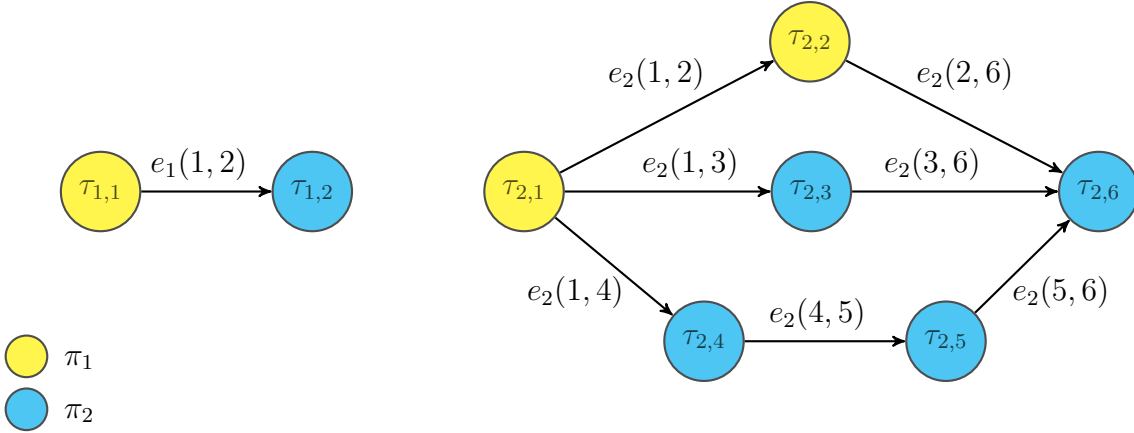 τ2,2
e2(1, 2)
e2(2, 6)
e1(1, 2)
e2(1, 3)
e2(3, 6)
τ1,1
τ1,2
τ2,1
τ2,3
τ2,6
e2(1, 4)
e2(4, 5)
e2(5, 6)
τ2,4
τ2,5
π1
π2